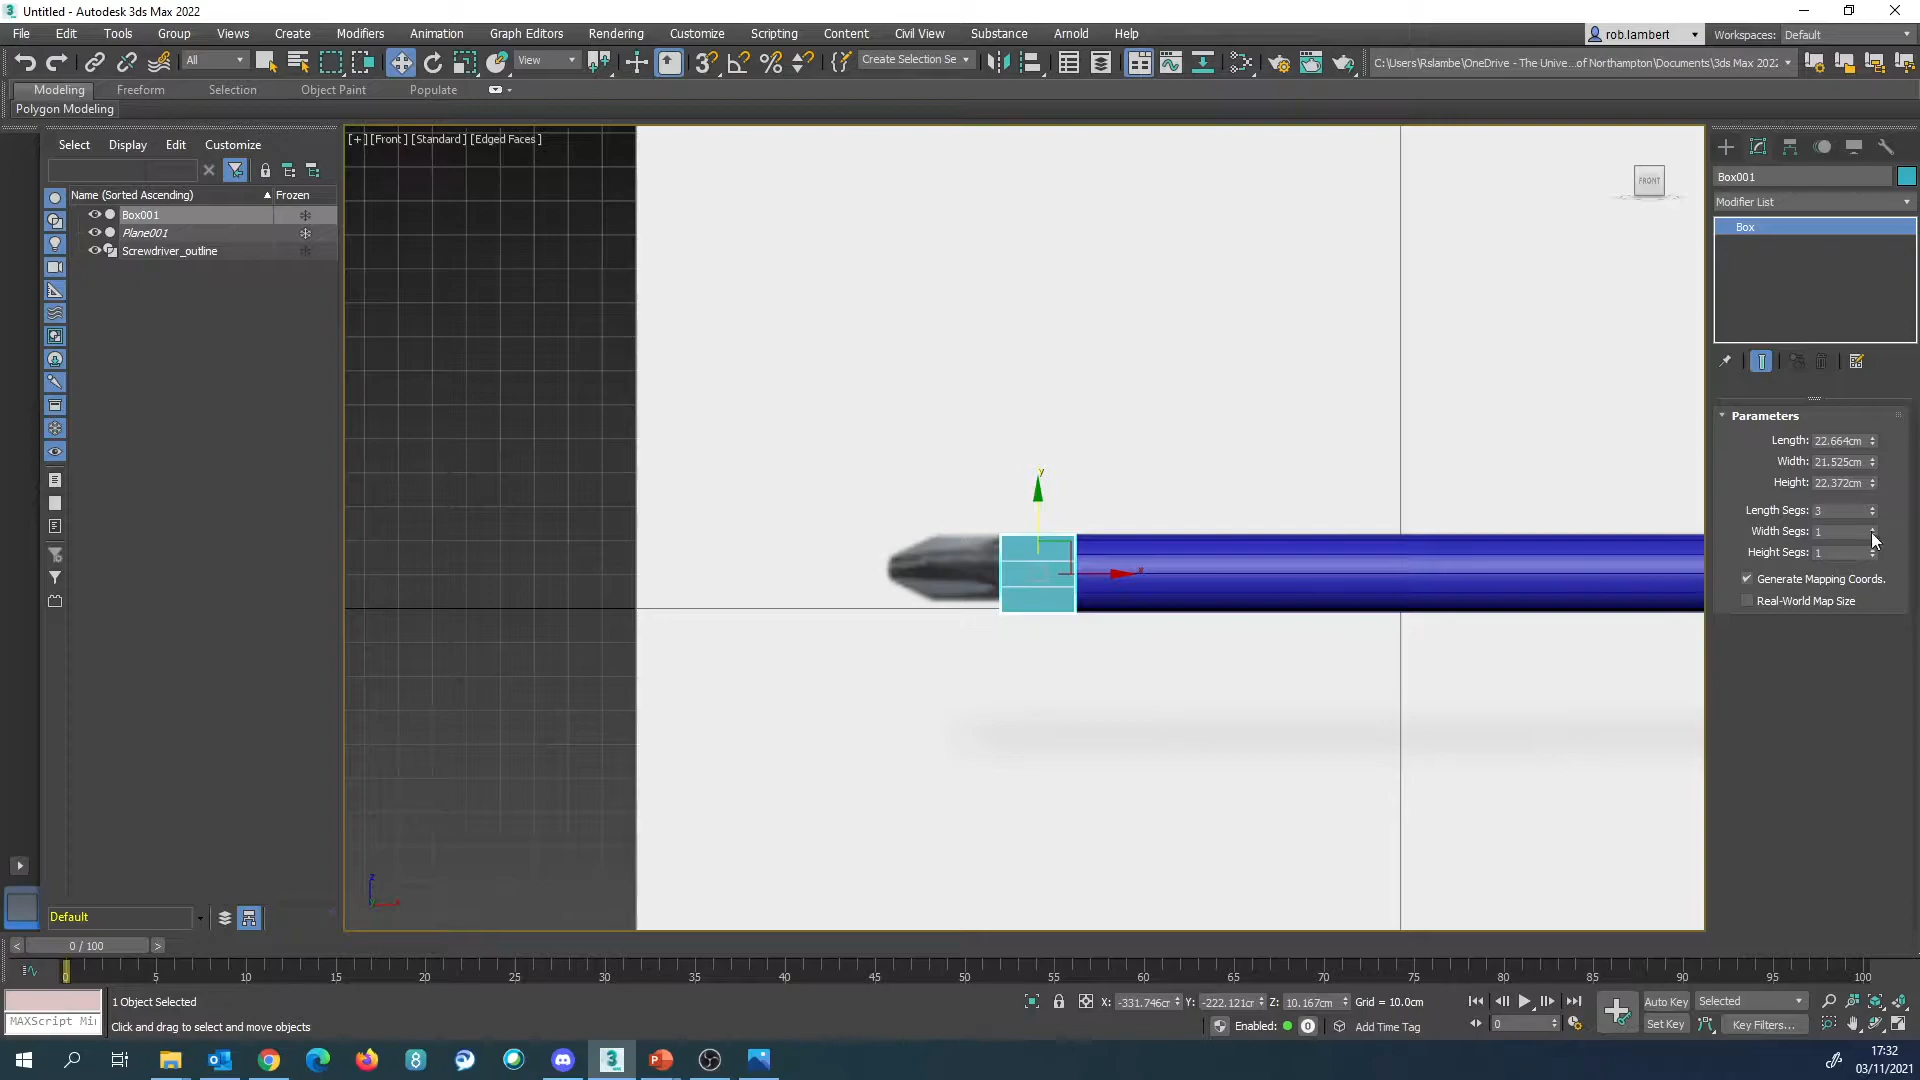 Untitled - Autodesk 3ds Max 2022
File Edit Tools Group Views Create Modifiers Animation Graph Editors Rendering Customize Scripting Content Civil View Substance Arnold Help rob.lambert Workspaces: Default
All View Create Selection Se C:\Users\Rslambe\OneDrive - The Unive...of Northampton\Documents\3ds Max 2022
Modeling Freeform Selection Object Paint Populate
Polygon Modeling
Select Display Edit Customize
[+] [Front] [Standard] [Edged Faces]
Name (Sorted Ascending) Frozen
Box001
Plane001
Screwdriver_outline
FRONT
Box001
Modifier List
Box
Parameters
Length: 22.664cm
Width: 21.525cm
Height: 22.372cm
Length Segs: 3
Width Segs: 1
Height Segs: 1
Generate Mapping Coords.
Real-World Map Size
y
x
z
Default
< 0 / 100 >
0 5 10 15 20 25 30 35 40 45 50 55 60 65 70 75 80 85 90 95 100
1 Object Selected
X: -331.746cr Y: -222.121cr Z: 10.167cm Grid = 10.0cm
Auto Key Selected
MAXScript Mi
Click and drag to select and move objects
Enabled: 0 Add Time Tag
0
Set Key Key Filters...
17:32
03/11/2021